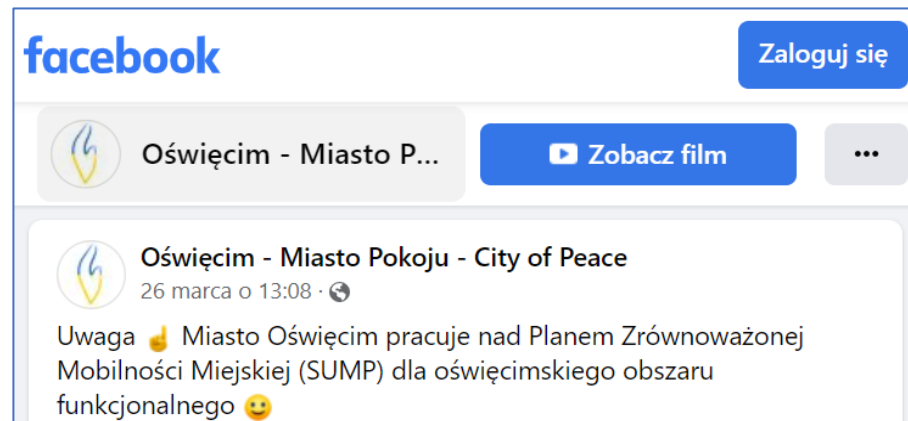 facebook
Zaloguj się
Oświęcim - Miasto P...
Zobacz film
Oświęcim - Miasto Pokoju - City of Peace
26 marca o 13:08 ·
Uwaga ☝ Miasto Oświęcim pracuje nad Planem Zrównoważonej
Mobilności Miejskiej (SUMP) dla oświęcimskiego obszaru
funkcjonalnego 🙂